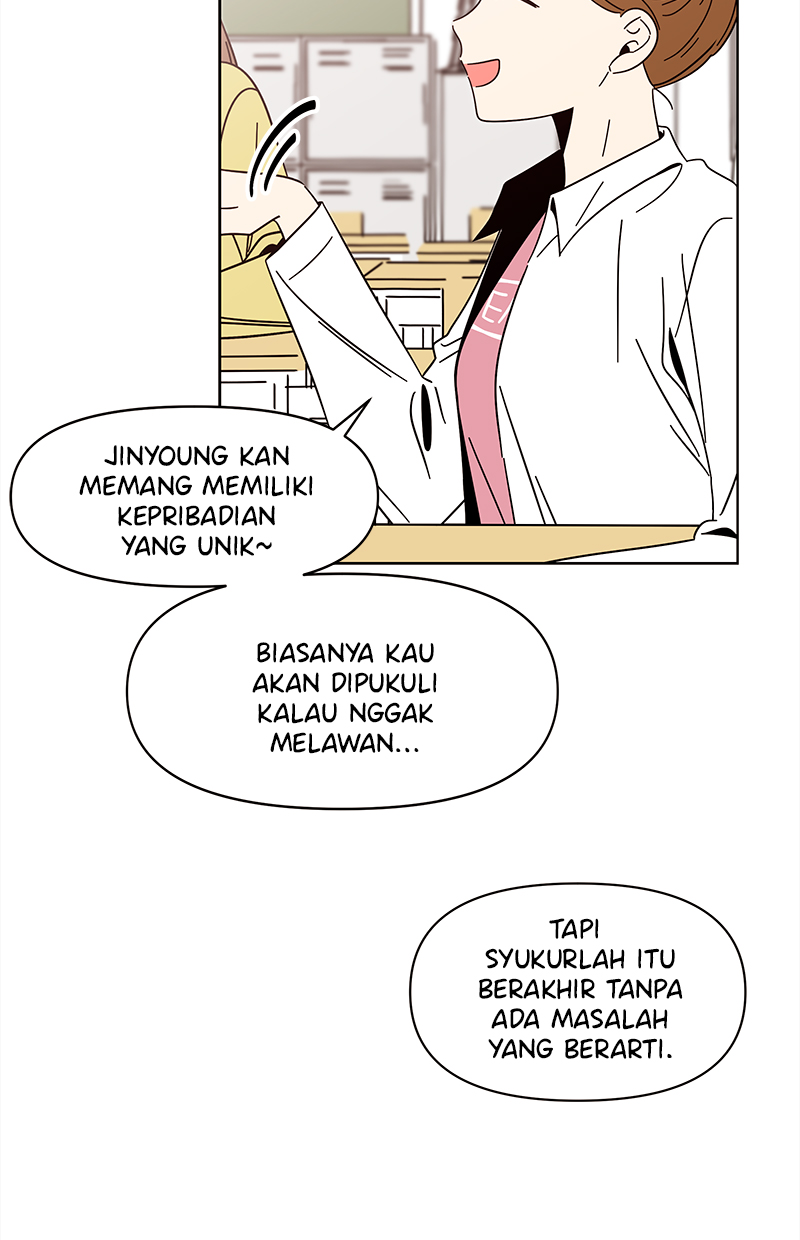 JINYOUNG KAN
MEMANG MEMILIKI
KEPRIBADIAN
YANG UNIK~
BIASANYA KAU
AKAN DIPUKULI
KALAU NGGAK
MELAWAN...
TAPI
SYUKURLAH ITU
BERAKHIR TANPA
ADA MASALAH
YANG BERARTI.